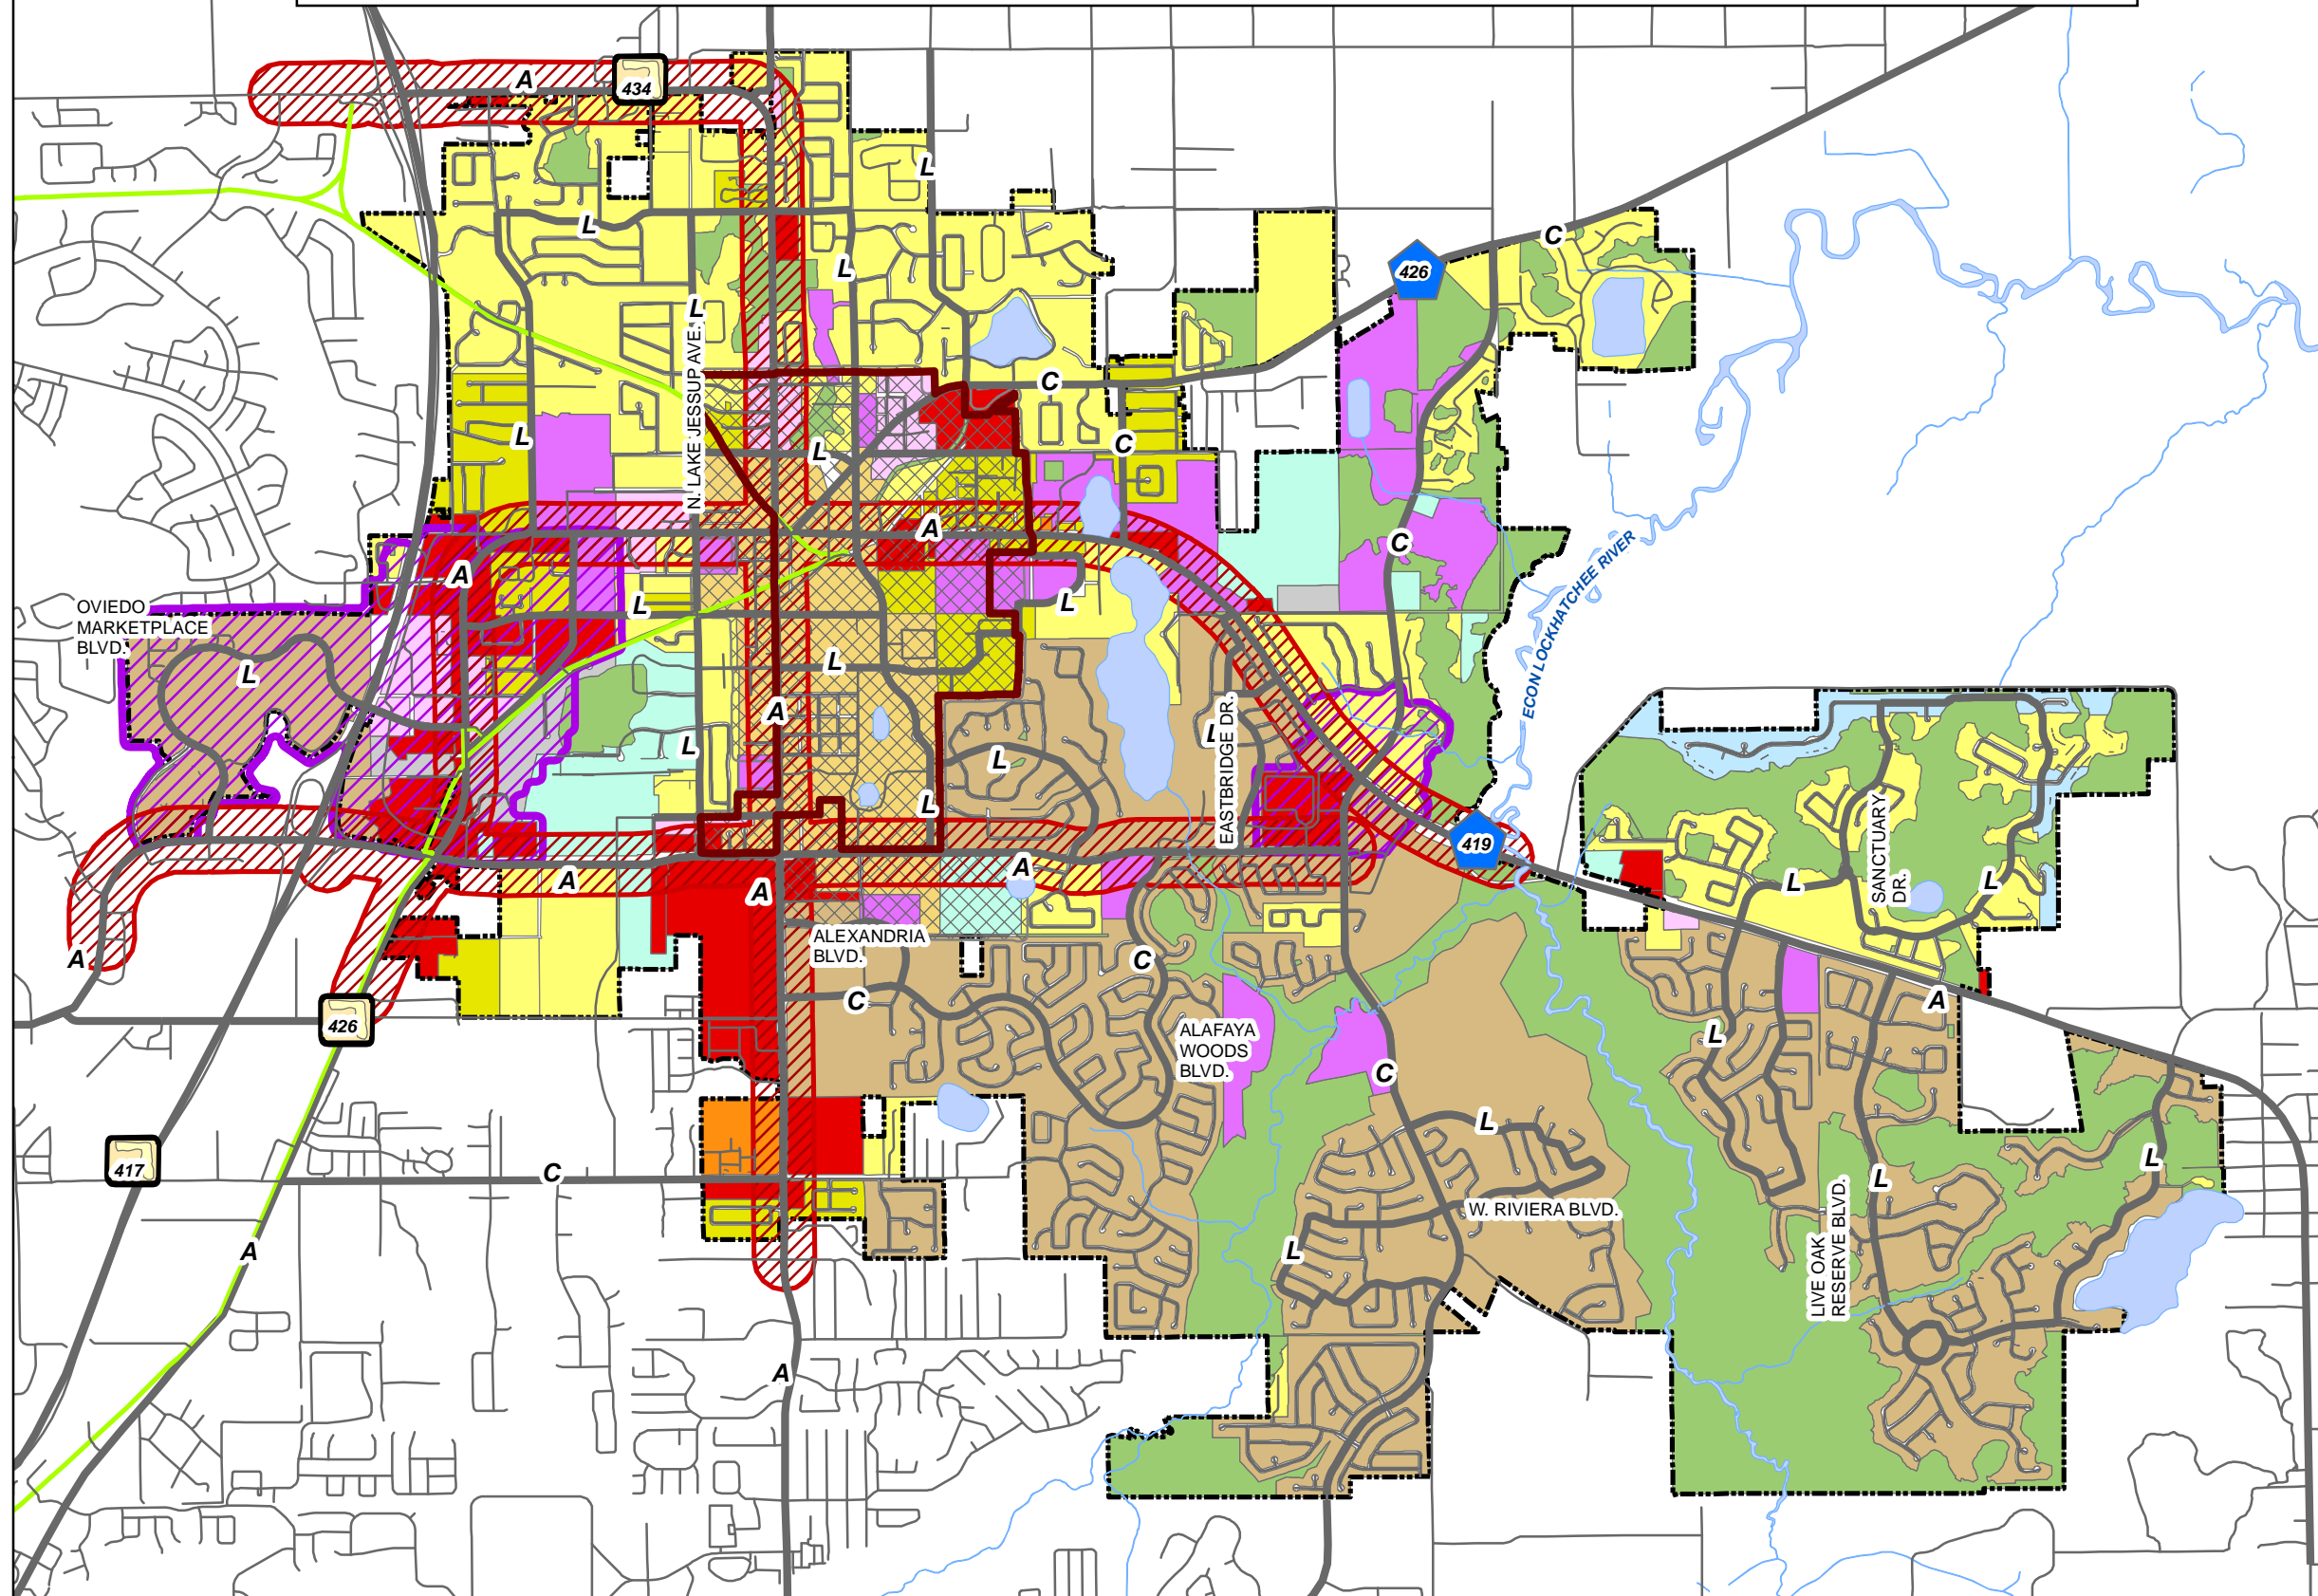 A
434
L
L
C
L
426
L
N. LAKE JESSUP AVE.
C
L
L
C
A
C
A
L
L
OVIEDO
MARKETPLACE
BLVD.
ECON LOCKHATCHEE RIVER
L
L
A
L
EASTBRIDGE DR.
L
L
L
419
SANCTUARY
DR.
A
A
A
L
L
ALEXANDRIA
BLVD.
A
C
C
A
426
ALAFAYA
WOODS
BLVD.
L
C
417
C
L
L
L
W. RIVIERA BLVD.
LIVE OAK
RESERVE BLVD.
A
L
A